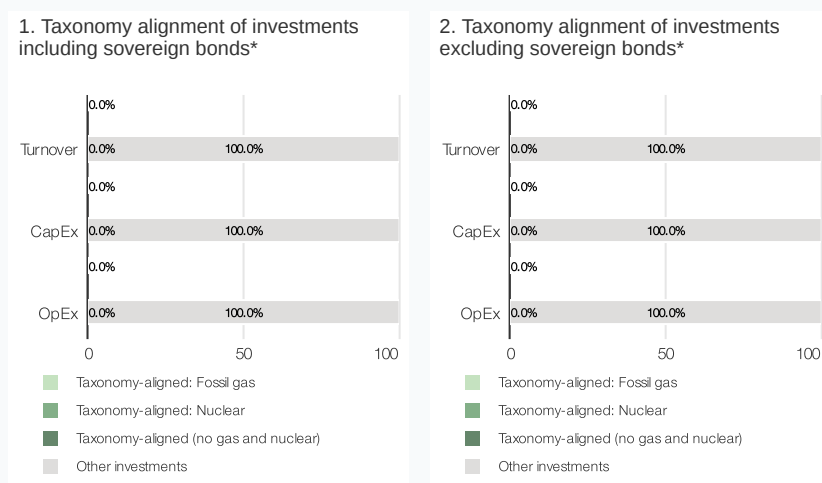 1. Taxonomy alignment of investments
including sovereign bonds*
0.0%
Turnover 0.0% 100.0%
0.0%
CapEx 0.0% 100.0%
0.0%
OpEx 0.0% 100.0%
0 50 100
Taxonomy-aligned: Fossil gas
Taxonomy-aligned: Nuclear
Taxonomy-aligned (no gas and nuclear)
Other investments
2. Taxonomy alignment of investments
excluding sovereign bonds*
0.0%
Turnover 0.0% 100.0%
0.0%
CapEx 0.0% 100.0%
0.0%
OpEx 0.0% 100.0%
0 50 100
Taxonomy-aligned: Fossil gas
Taxonomy-aligned: Nuclear
Taxonomy-aligned (no gas and nuclear)
Other investments